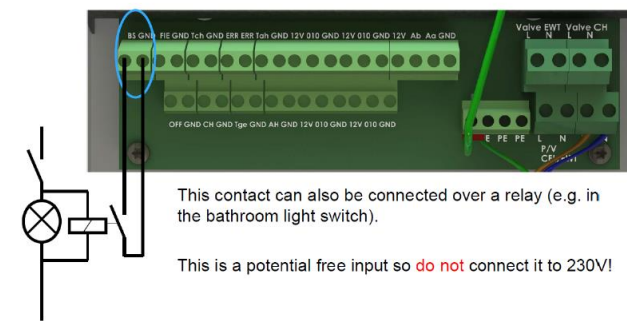 BS GND FIE GND Tch GND ERR ERR Tah GND 12V 010 GND GND 12V 010 GND 12V Ab Aa GND
Valve EWT Valve CH
L N L N
OFF GND CH GND Tge GND AH GND 12V 010 GND 12V 010 GND
E PE PE L N N
P/V
This contact can also be connected over a relay (e.g. in
the bathroom light switch).
This is a potential free input so do not connect it to 230V!